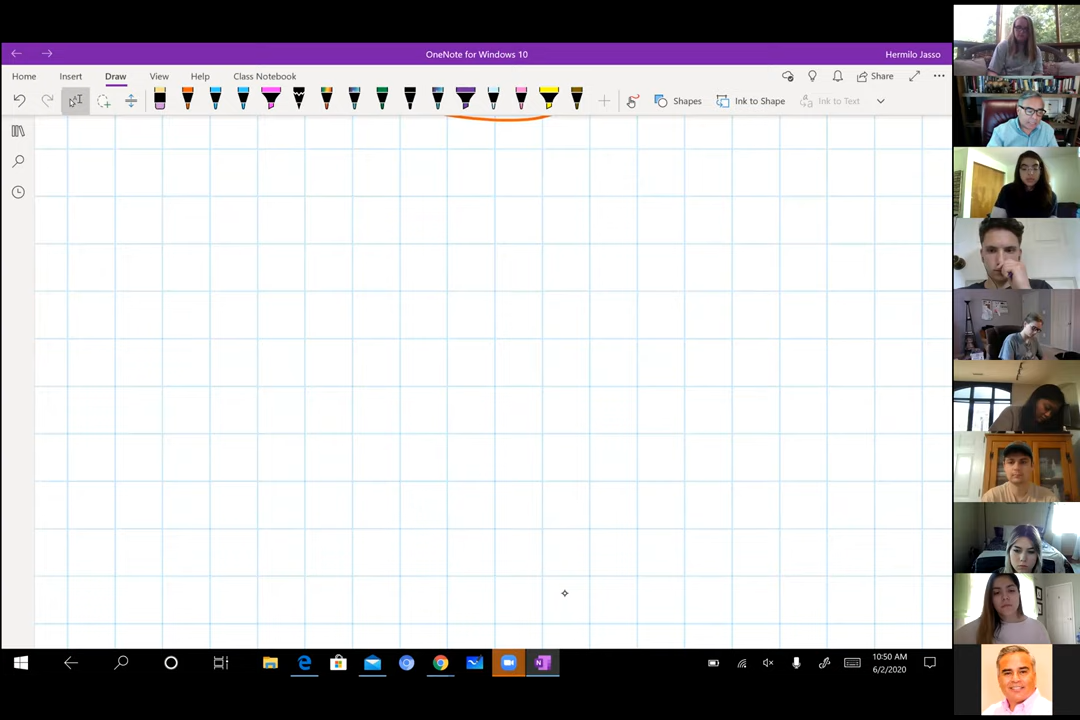 OneNote for Windows 10
Hermilo Jasso
Home Insert Draw View Help Class Notebook Share
Shapes Ink to Shape Ink to Text
10:50 AM
6/2/2020